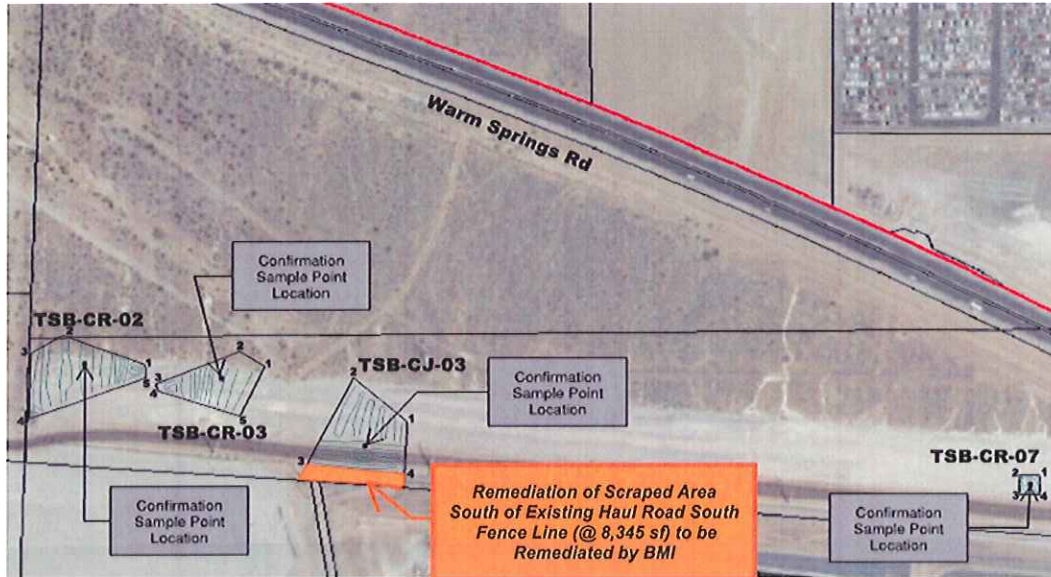 Warm Springs Rd
Confirmation
Sample Point
Location
TSB-CR-02
2
3
1
5
4
2
1
3
4
5
TSB-CR-03
TSB-CJ-03
2
1
3
4
Confirmation
Sample Point
Location
Confirmation
Sample Point
Location
Remediation of Scraped Area
South of Existing Haul Road South
Fence Line (@ 8,345 sf) to be
Remediated by BMI
TSB-CR-07
2 1
3 4
Confirmation
Sample Point
Location